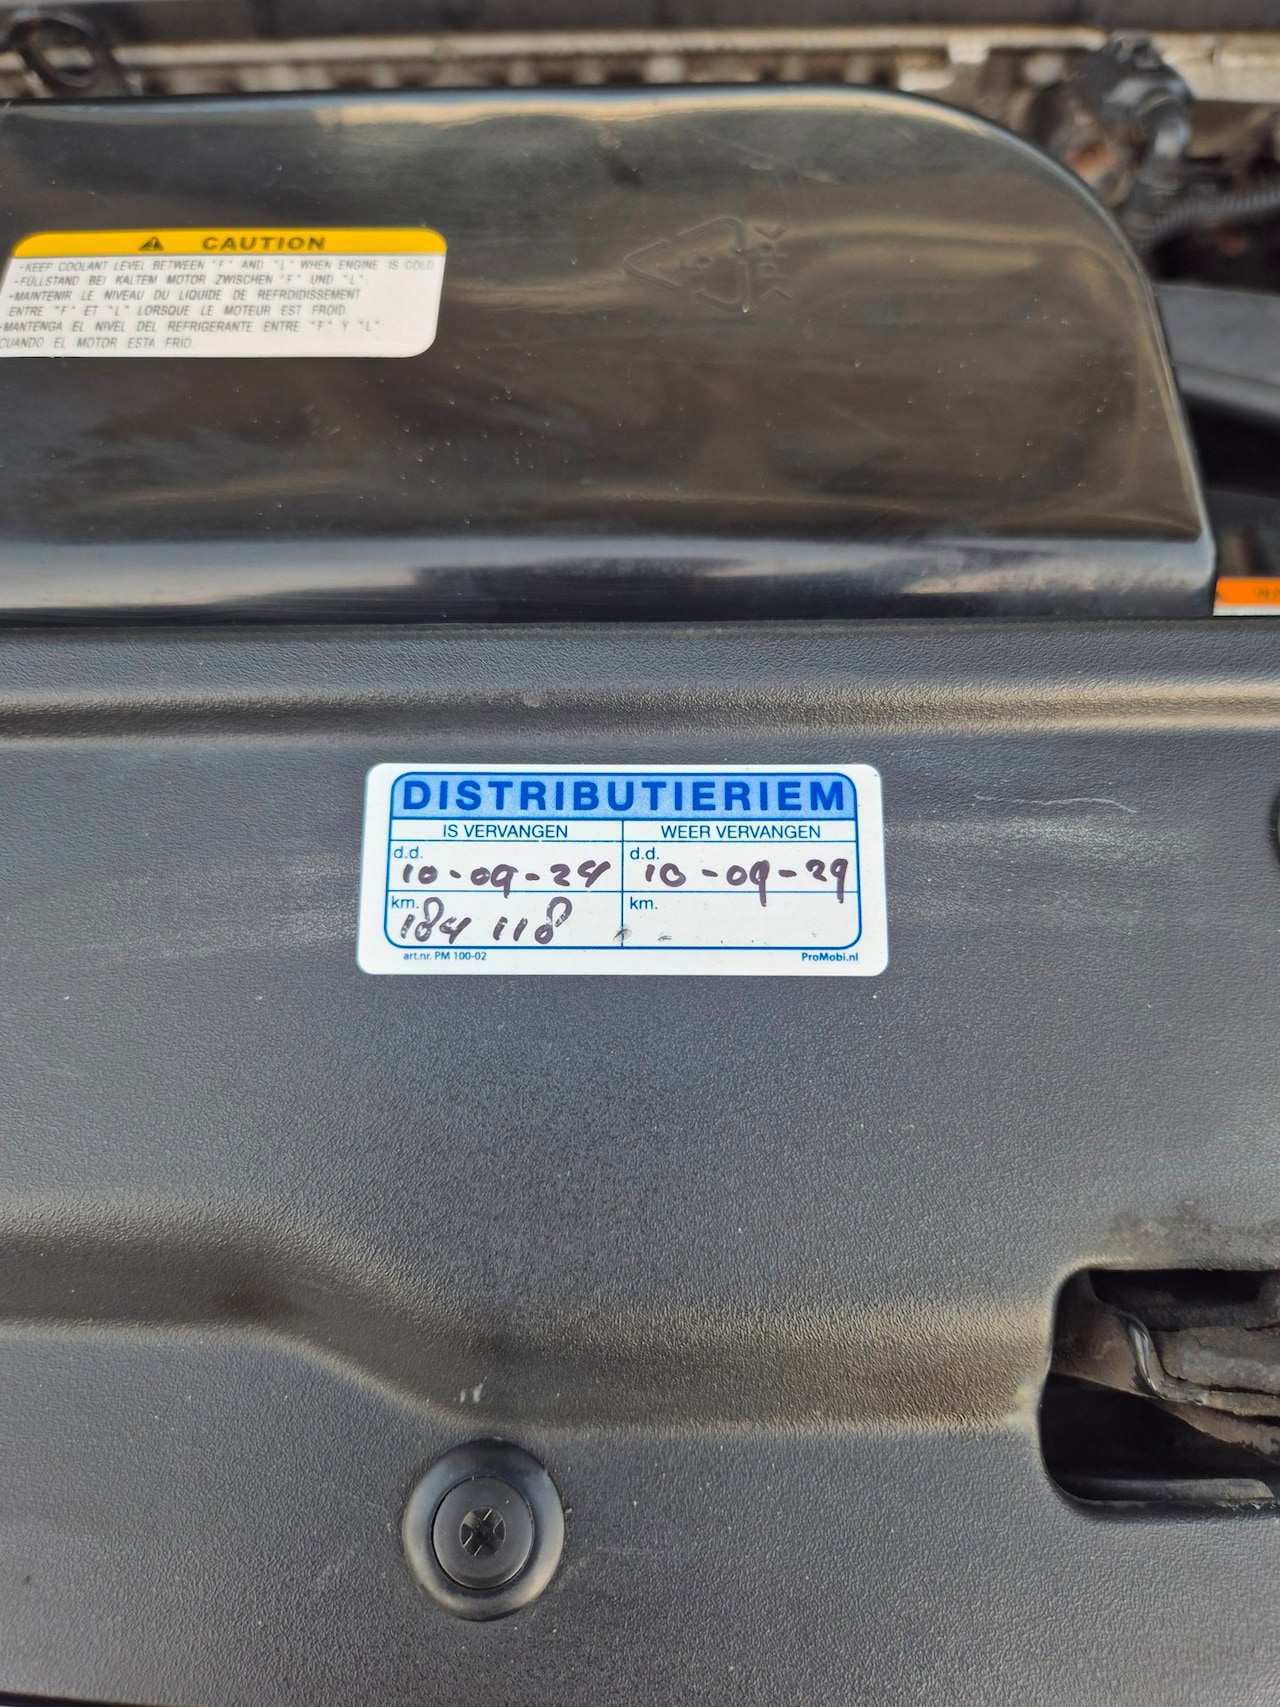 CAUTION
-KEEP COOLANT LEVEL BETWEEN "F" AND "L" WHEN ENGINE IS COLD.
-FÜLLSTAND BEI KALTEM MOTOR ZWISCHEN "F" UND "L".
-MAINTENIR LE NIVEAU DU LIQUIDE DE REFROIDISSEMENT
ENTRE "F" ET "L" LORSQUE LE MOTEUR EST FROID.
-MANTENGA EL NIVEL DEL REFRIGERANTE ENTRE "F" Y "L"
CUANDO EL MOTOR ESTA FRIO.
DISTRIBUTIERIEM
IS VERVANGEN WEER VERVANGEN
d.d. 10-09-24 d.d. 10-09-29
km. 184 118 km.
art.nr. PM 100-02 ProMobi.nl